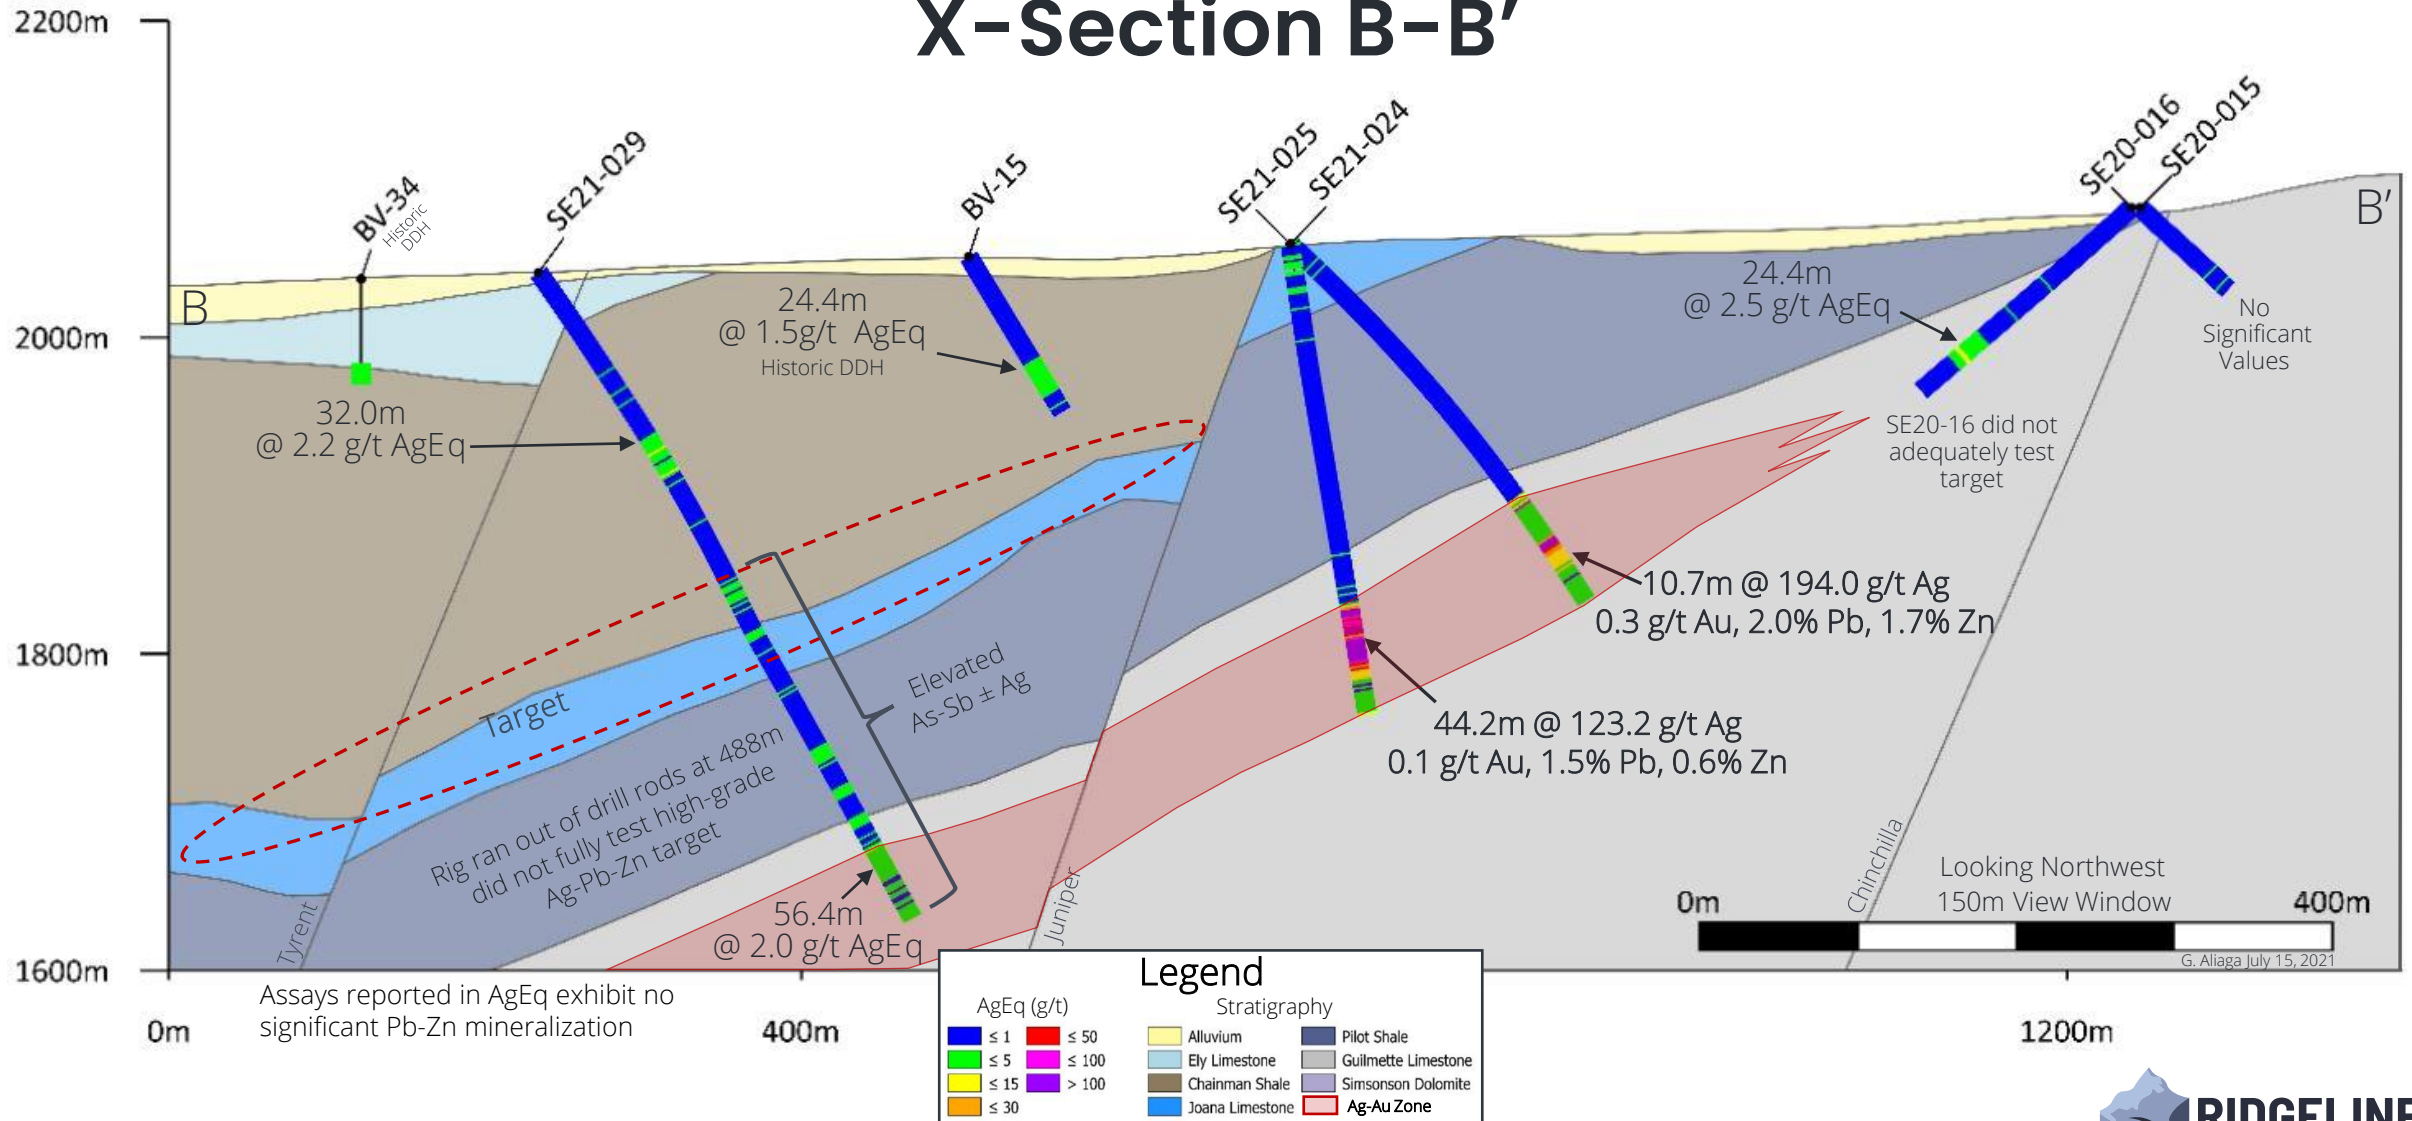 X-Section B-B’
2200m
2000m
1800m
1600m
0m
400m
1200m
B
B’
BV-34
Historic
DDH
SE21-029
BV-15
SE21-025
SE21-024
SE20-016
SE20-015
32.0m
@ 2.2 g/t AgEq
24.4m
@ 1.5g/t AgEq
Historic DDH
24.4m
@ 2.5 g/t AgEq
No
Significant
Values
SE20-16 did not
adequately test
target
10.7m @ 194.0 g/t Ag
0.3 g/t Au, 2.0% Pb, 1.7% Zn
44.2m @ 123.2 g/t Ag
0.1 g/t Au, 1.5% Pb, 0.6% Zn
Target
Elevated
As-Sb ± Ag
Rig ran out of drill rods at 488m
did not fully test high-grade
Ag-Pb-Zn target
56.4m
@ 2.0 g/t AgEq
Tyrent
Juniper
Chinchilla
Looking Northwest
150m View Window
0m
400m
G. Aliaga July 15, 2021
Assays reported in AgEq exhibit no
significant Pb-Zn mineralization
Legend
AgEq (g/t)
≤ 1
≤ 5
≤ 15
≤ 30
≤ 50
≤ 100
> 100
Stratigraphy
Alluvium
Ely Limestone
Chainman Shale
Joana Limestone
Pilot Shale
Guilmette Limestone
Simsonson Dolomite
Ag-Au Zone
RIDGELINE